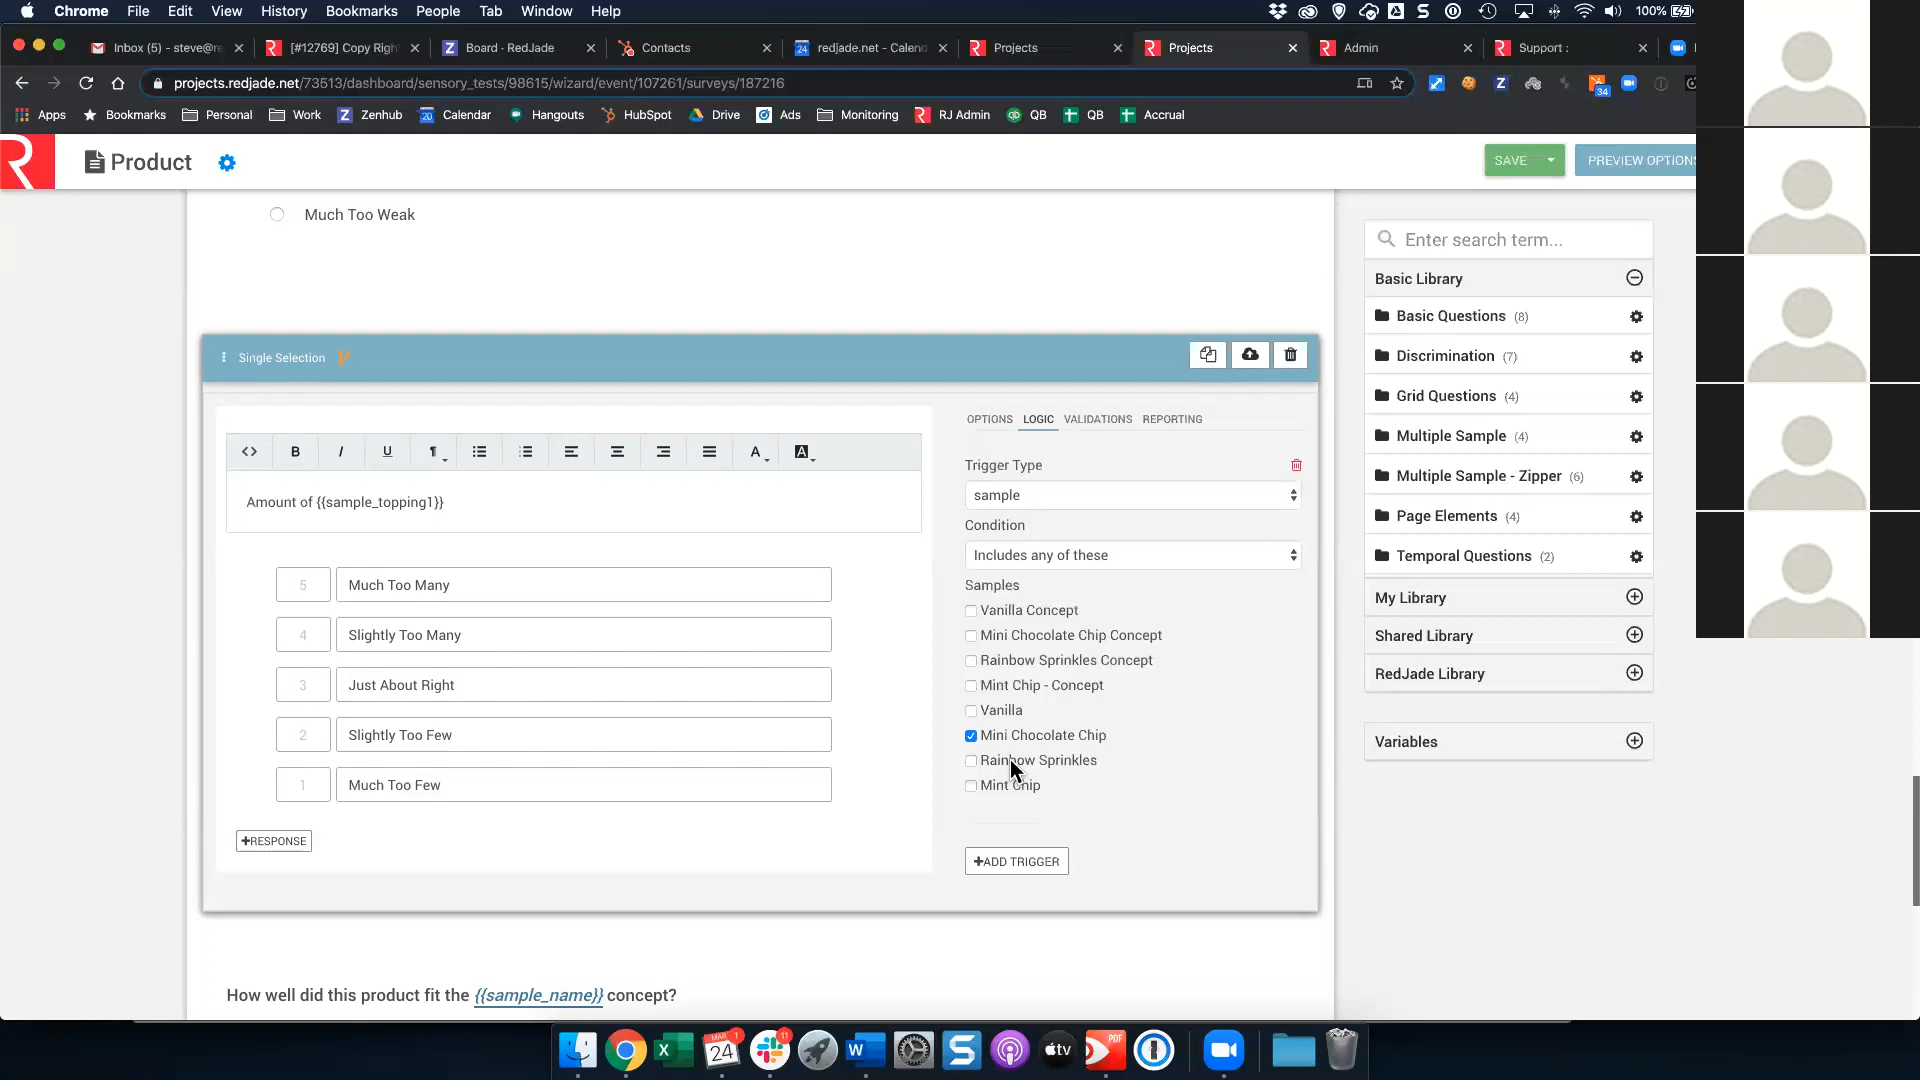 Chrome File Edit View History Bookmarks People Tab Window Help 100%
Inbox (5) - steve@re
[#12769] Copy Righ
Board · RedJade
Contacts
redjade.net - Calend
Projects
Projects
Admin
Support :
projects.redjade.net/73513/dashboard/sensory_tests/98615/wizard/event/107261/surveys/187216
34
Apps Bookmarks Personal Work Zenhub Calendar Hangouts HubSpot Drive Ads Monitoring RJ Admin QB QB Accrual
Product
SAVE
PREVIEW OPTIONS
Much Too Weak
Enter search term...
Basic Library
Basic Questions (8)
Discrimination (7)
Grid Questions (4)
Multiple Sample (4)
Multiple Sample - Zipper (6)
Page Elements (4)
Temporal Questions (2)
My Library
Shared Library
RedJade Library
Variables
Single Selection
OPTIONS LOGIC VALIDATIONS REPORTING
<> B I U ¶ A A
Amount of {{sample_topping1}}
5 Much Too Many
4 Slightly Too Many
3 Just About Right
2 Slightly Too Few
1 Much Too Few
+RESPONSE
Trigger Type
sample
Condition
Includes any of these
Samples
Vanilla Concept
Mini Chocolate Chip Concept
Rainbow Sprinkles Concept
Mint Chip - Concept
Vanilla
Mini Chocolate Chip
Rainbow Sprinkles
Mint Chip
+ADD TRIGGER
How well did this product fit the {{sample_name}} concept?
MAR 24 1
11
W
S
tv
PDF